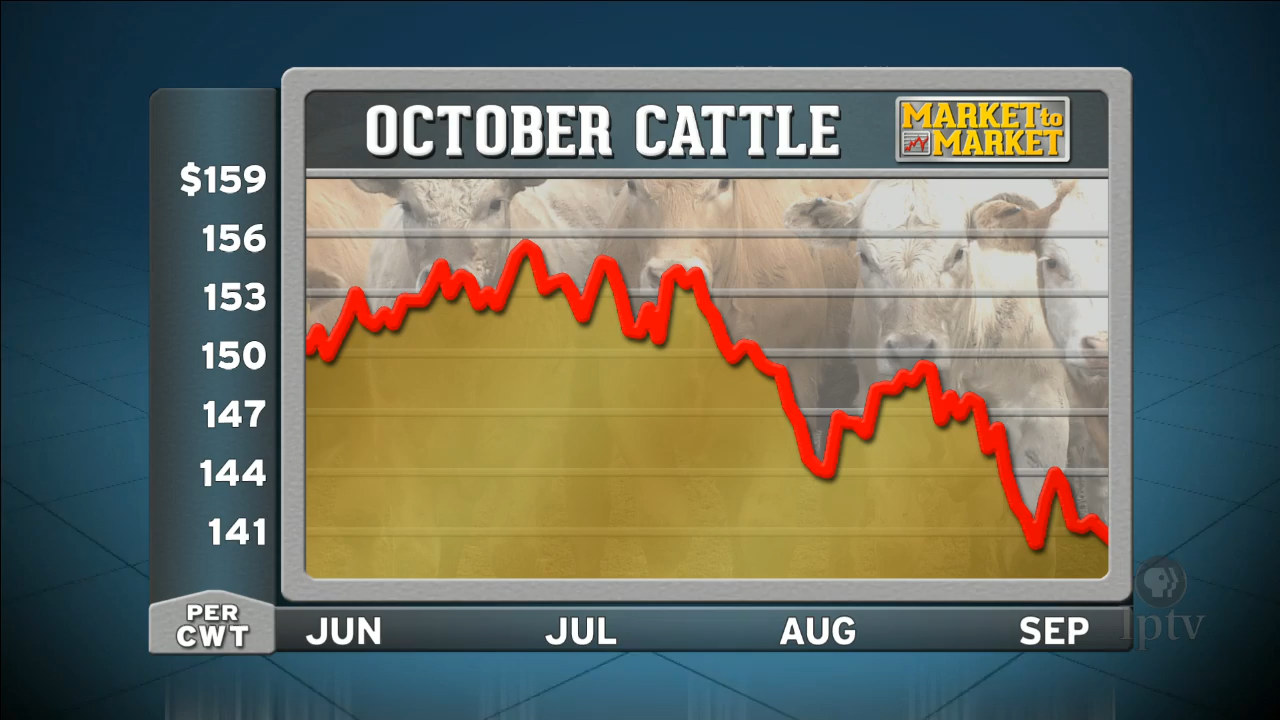 OCTOBER CATTLE
MARKET to
MARKET
$159
156
153
150
147
144
141
PER
CWT
JUN JUL AUG SEP
Iptv